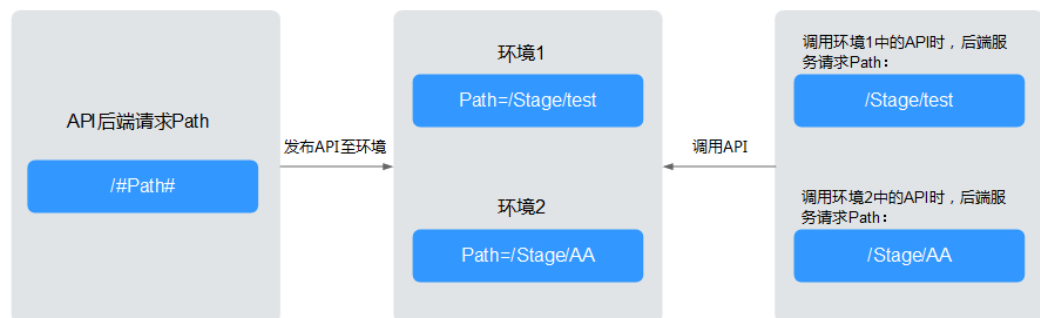 API后端请求Path
/#Path#
发布API至环境
环境1
Path=/Stage/test
环境2
Path=/Stage/AA
调用API
调用环境1中的API时，后端服
务请求Path：
/Stage/test
调用环境2中的API时，后端服
务请求Path：
/Stage/AA